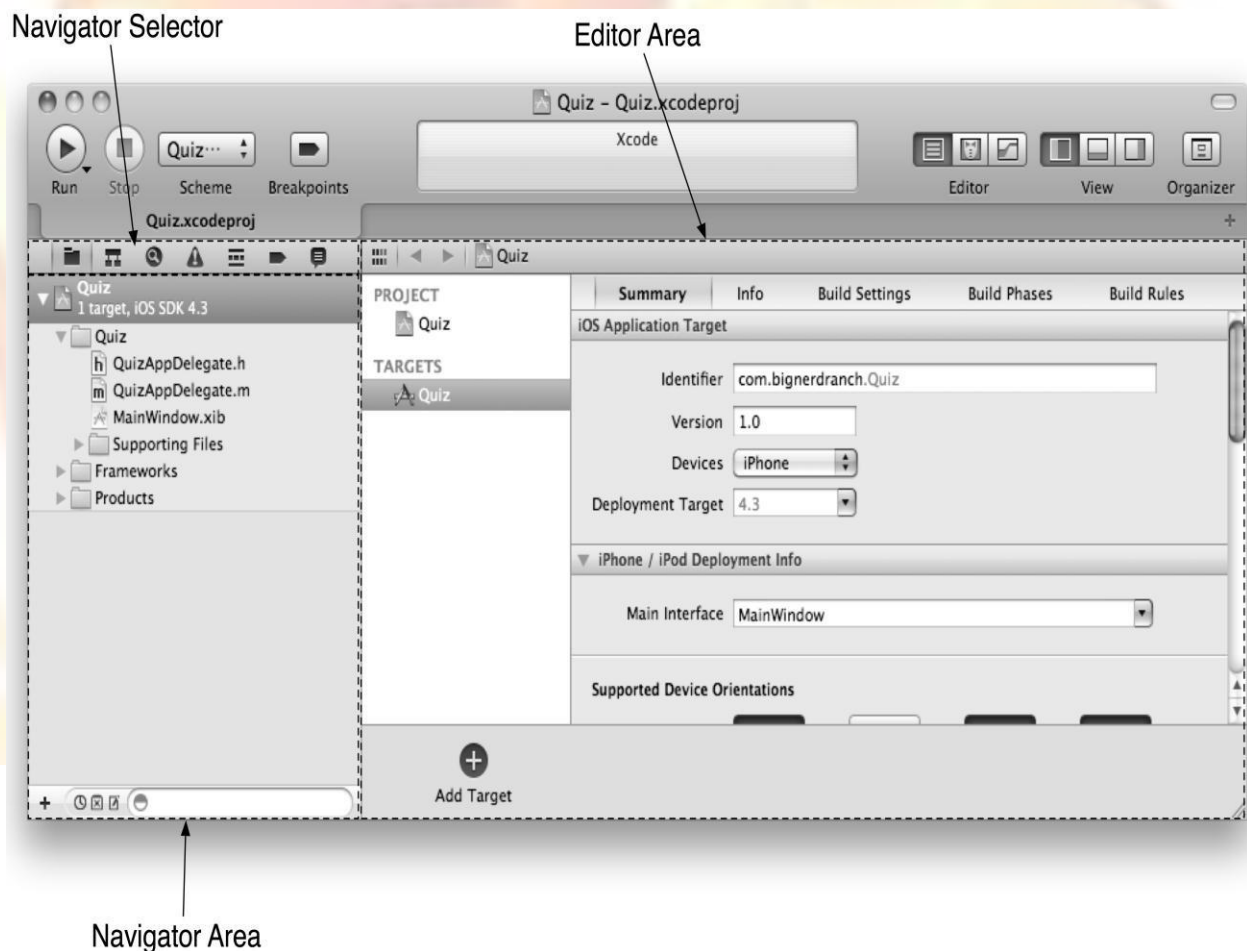 Navigator Selector
Editor Area
Quiz – Quiz.xcodeproj
Xcode
Quiz...
Run
Stop
Scheme
Breakpoints
Editor
View
Organizer
Quiz.xcodeproj
+
Quiz
Quiz
1 target, iOS SDK 4.3
Quiz
h QuizAppDelegate.h
m QuizAppDelegate.m
MainWindow.xib
Supporting Files
Frameworks
Products
+
PROJECT
Quiz
TARGETS
Quiz
Summary
Info
Build Settings
Build Phases
Build Rules
iOS Application Target
Identifier com.bignerdranch.Quiz
Version 1.0
Devices iPhone
Deployment Target 4.3
iPhone / iPod Deployment Info
Main Interface MainWindow
Supported Device Orientations
Add Target
Navigator Area